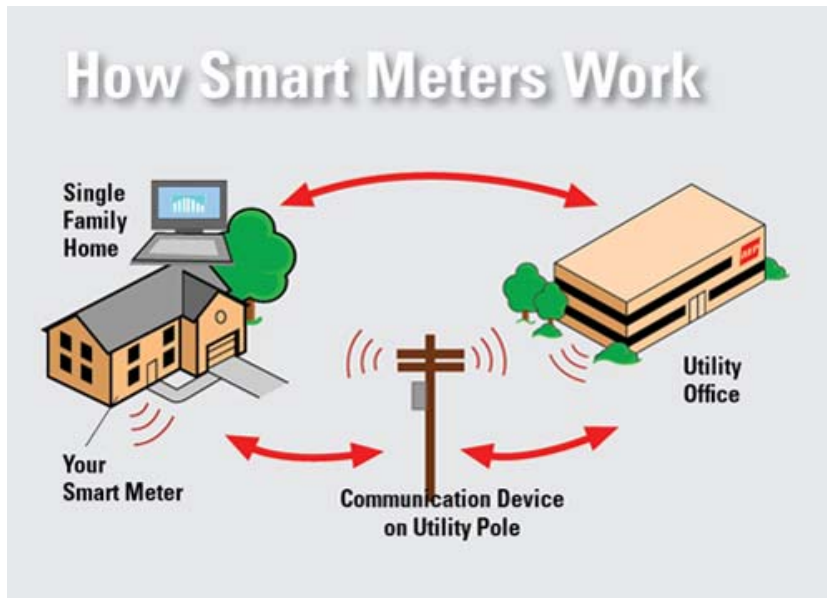 How Smart Meters Work
Single
Family
Home
Utility
Office
Your
Smart Meter
Communication Device
on Utility Pole